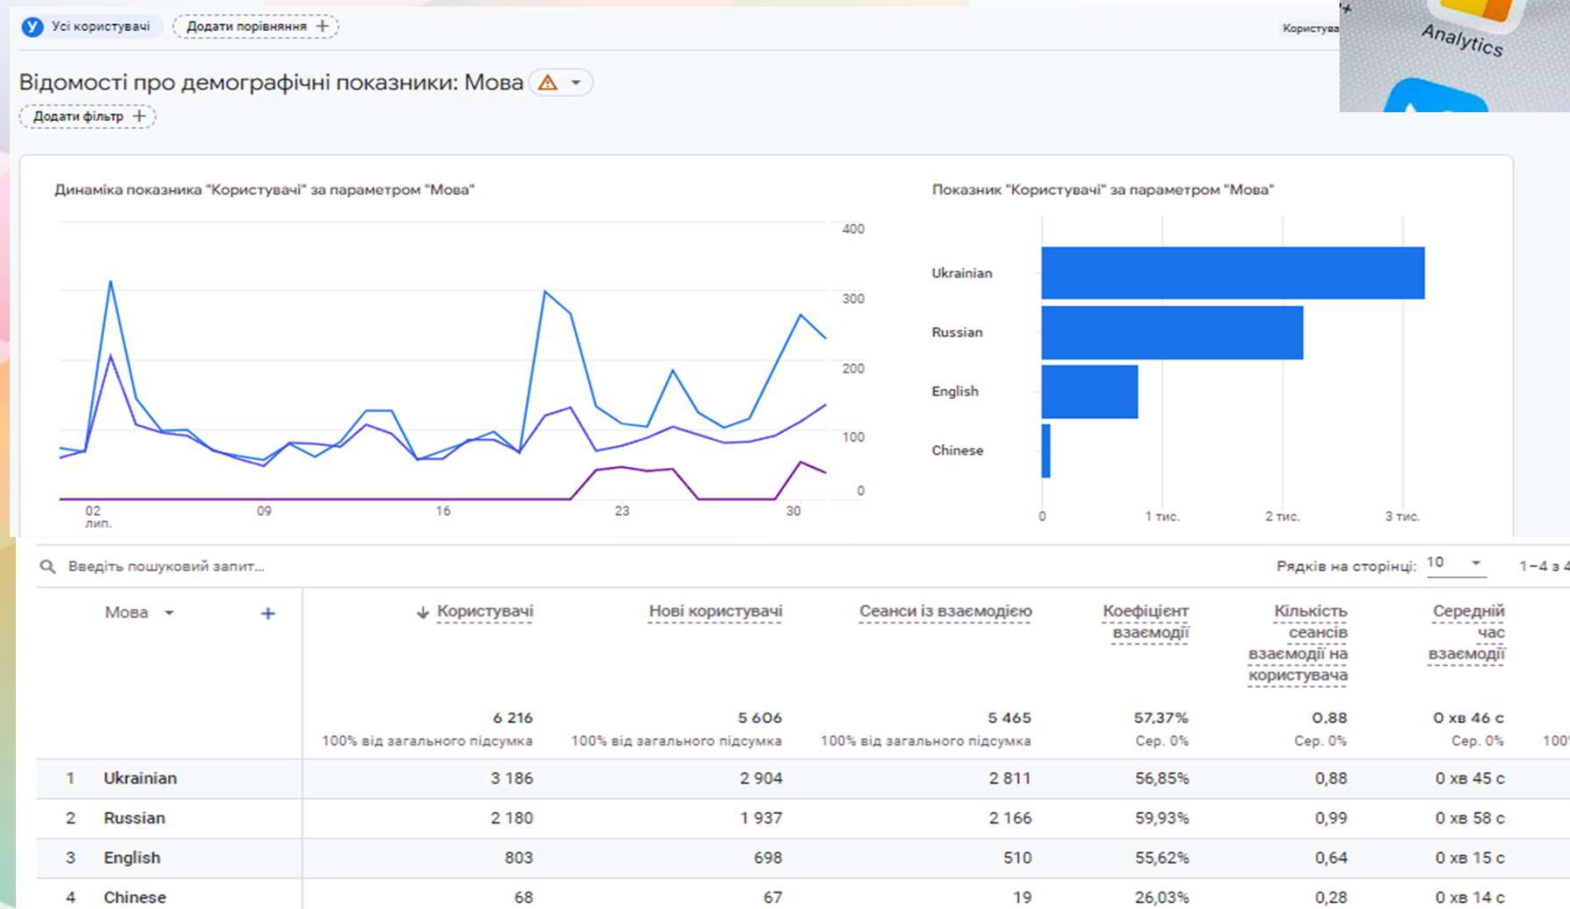 У Усі користувачі Додати порівняння +
Analytics
Відомості про демографічні показники: Мова
Додати фільтр +
Динаміка показника "Користувачі" за параметром "Мова"
400
300
200
100
0
02 09 16 23 30
лип.
Показник "Користувачі" за параметром "Мова"
Ukrainian
Russian
English
Chinese
0 1 тис. 2 тис. 3 тис.
Введіть пошуковий запит...
Рядків на сторінці: 10 1–4 з 4
Мова + ↓ Користувачі Нові користувачі Сеанси із взаємодією Коефіцієнт Кількість Середній
взаємодії сеансів час
взаємодії на взаємодії
користувача
6 216 5 606 5 465 57,37% 0,88 0 хв 46 с
100% від загального підсумка 100% від загального підсумка 100% від загального підсумка Сер. 0% Сер. 0% Сер. 0% 100
1 Ukrainian 3 186 2 904 2 811 56,85% 0,88 0 хв 45 с
2 Russian 2 180 1 937 2 166 59,93% 0,99 0 хв 58 с
3 English 803 698 510 55,62% 0,64 0 хв 15 с
4 Chinese 68 67 19 26,03% 0,28 0 хв 14 с